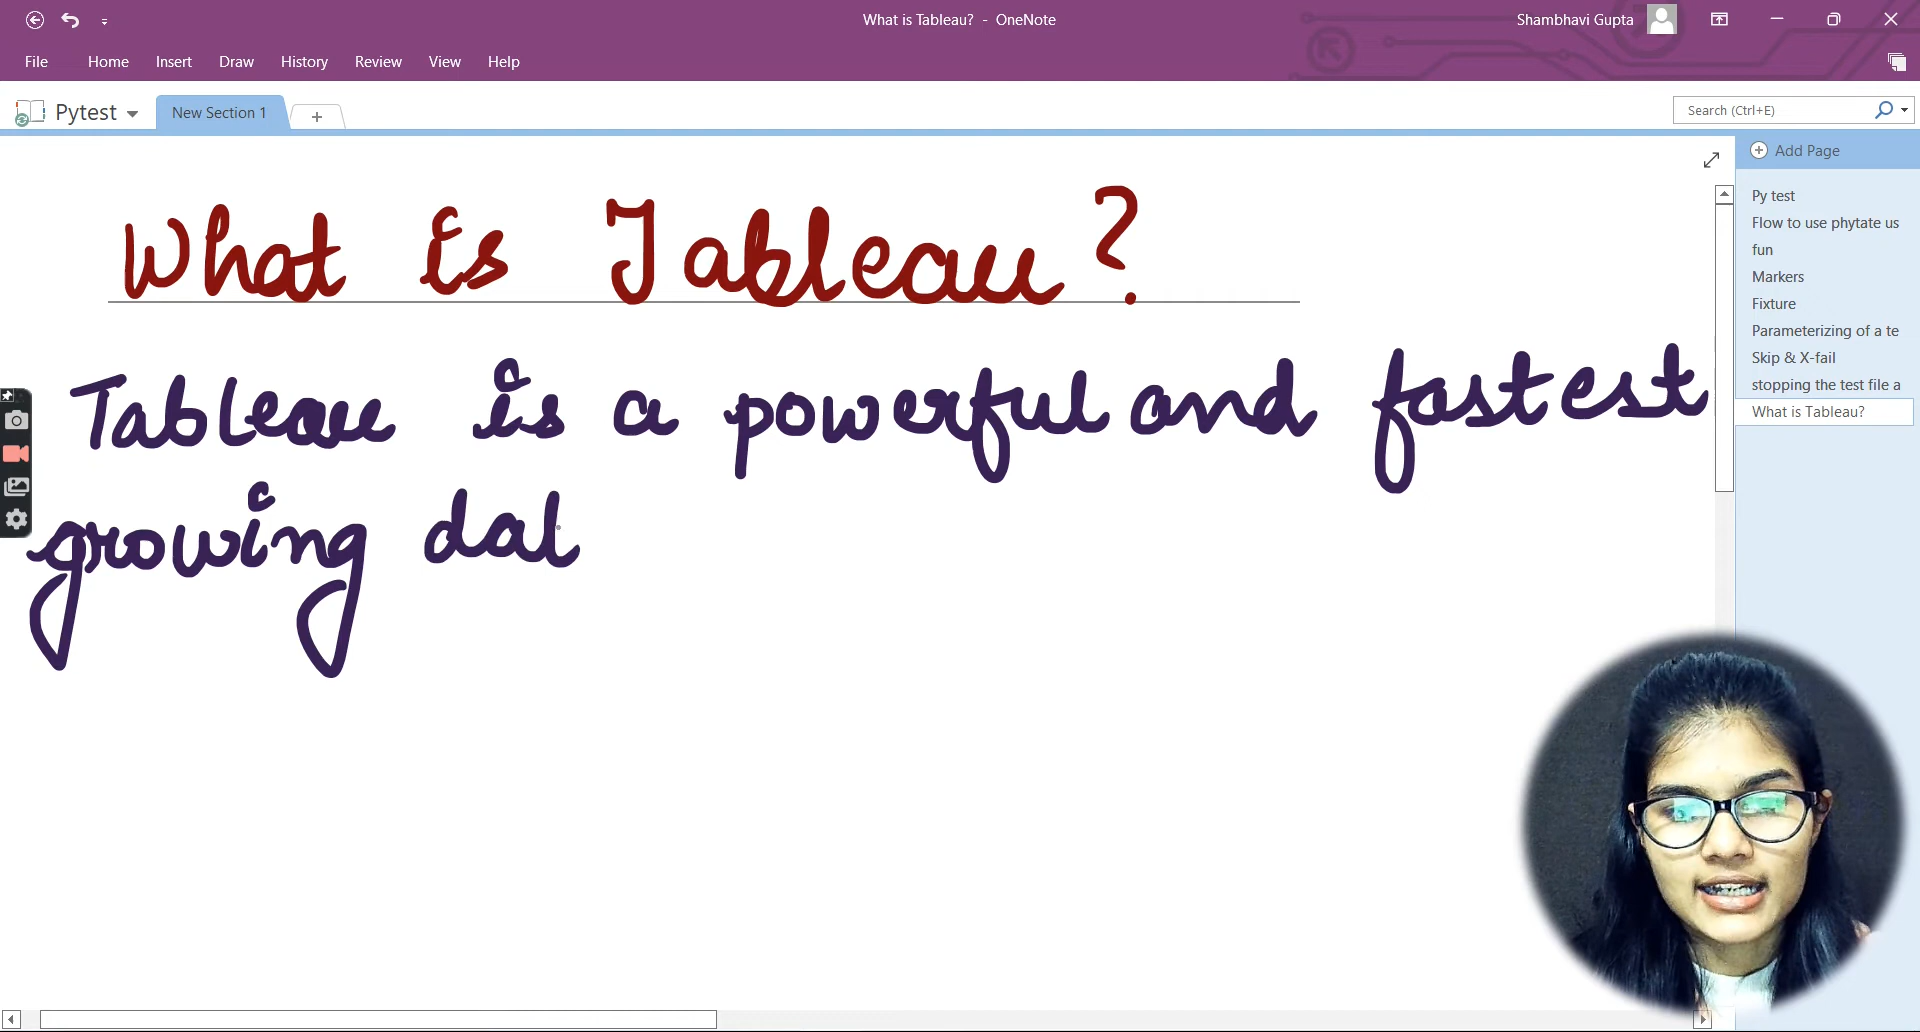 What is Tableau? - OneNote
Shambhavi Gupta
File Home Insert Draw History Review View Help
Pytest
New Section 1
+
Search (Ctrl+E)
Add Page
What is Tableau?
Tableau is a powerful and fastest
growing dat
Py test
Flow to use phytate us
fun
Markers
Fixture
Parameterizing of a te
Skip & X-fail
stopping the test file a
What is Tableau?